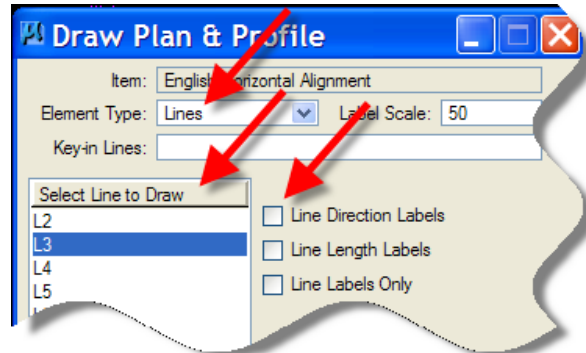 Draw Plan & Profile
Item: English Horizontal Alignment
Element Type: Lines Label Scale: 50
Key-in Lines:
Select Line to Draw
Line Direction Labels
L2
L3
Line Length Labels
L4
Line Labels Only
L5